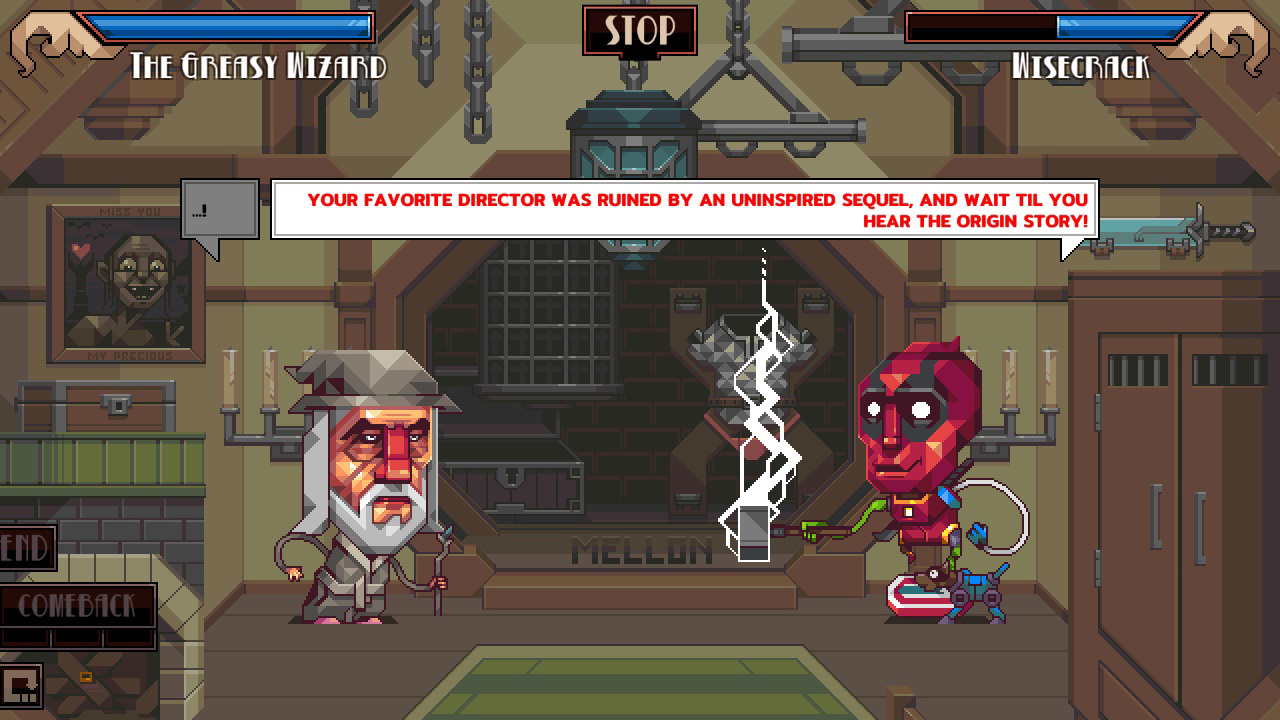 STOP
THE GREASY WIZARD
WISECRACK
...!
YOUR FAVORITE DIRECTOR WAS RUINED BY AN UNINSPIRED SEQUEL, AND WAIT TIL YOU
HEAR THE ORIGIN STORY!
MISS YOU
MY PRECIOUS
MELLON
END
COMEBACK